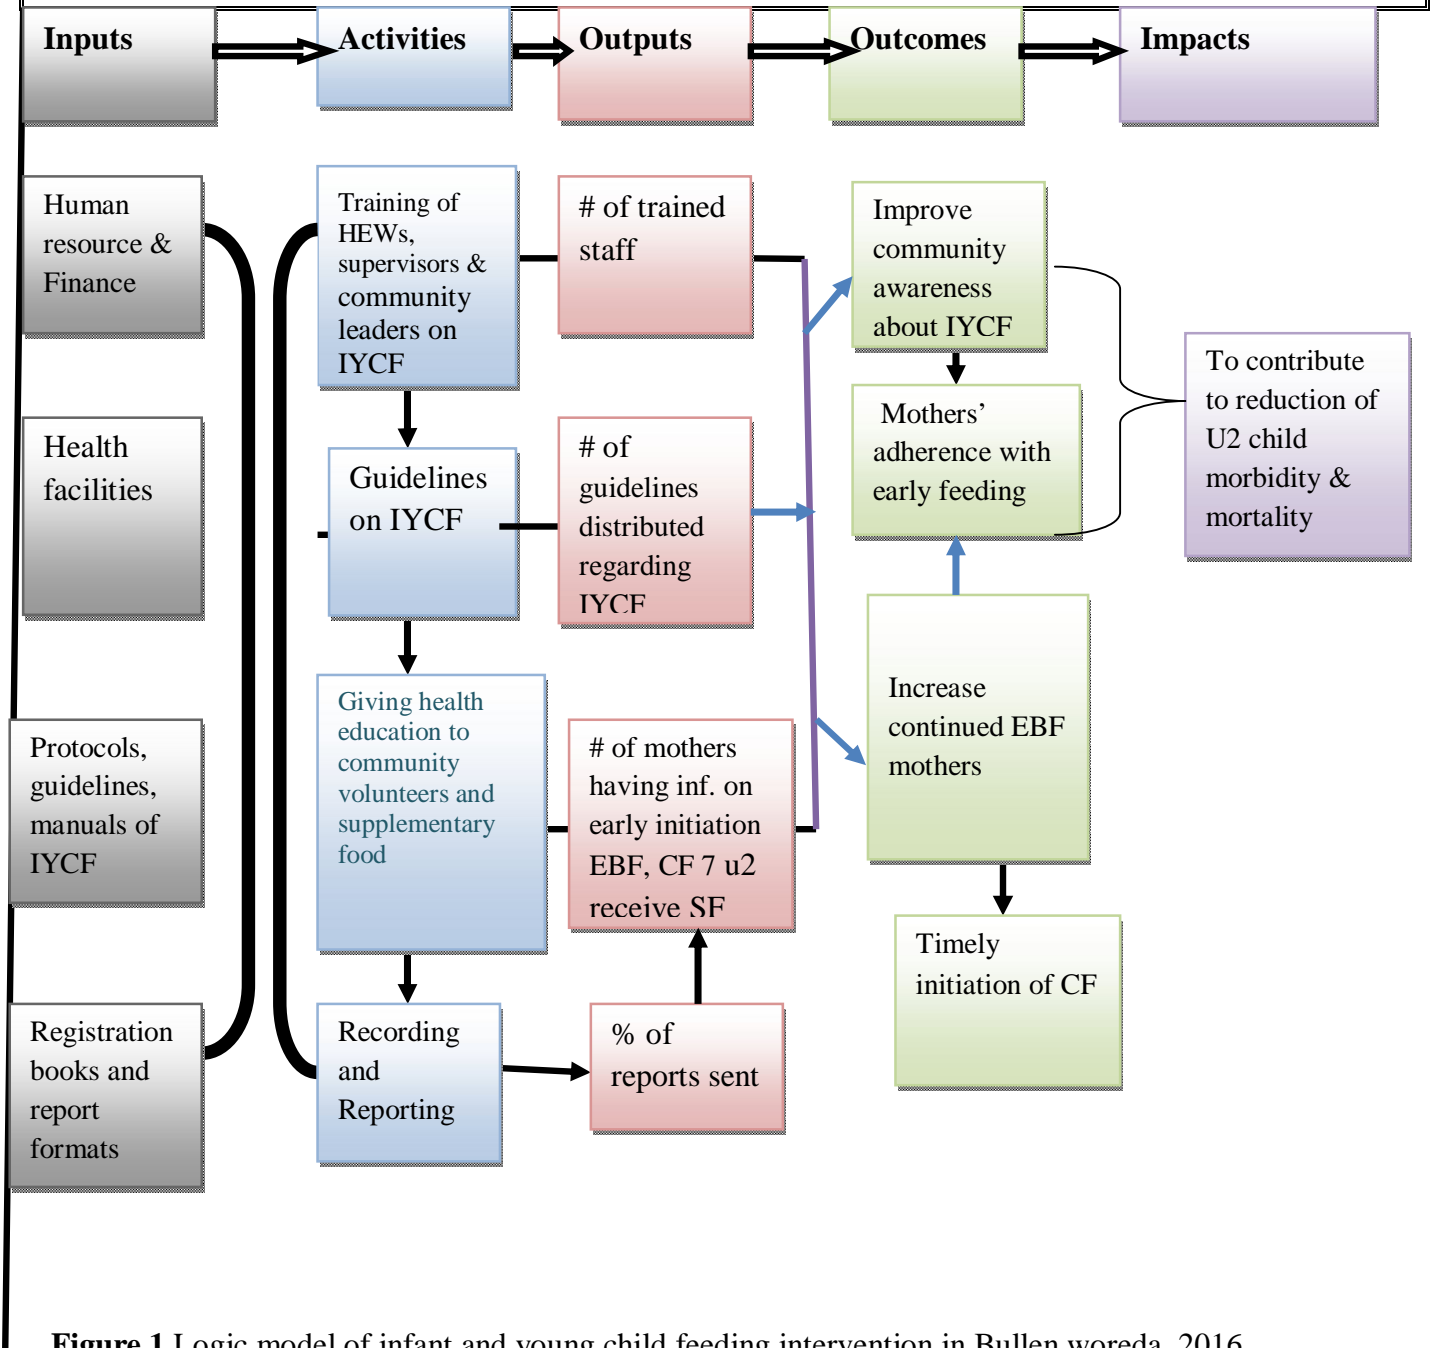 Inputs
Activities
Outputs
Outcomes
Impacts
Human
resource &
Finance
Health
facilities
Protocols,
guidelines,
manuals of
IYCF
Registration
books and
report
formats
Training of
HEWs,
supervisors &
community
leaders on
IYCF
Guidelines
on IYCF
Giving health
education to
community
volunteers and
supplementary
food
Recording
and
Reporting
# of trained
staff
# of
guidelines
distributed
regarding
IYCF
# of mothers
having inf. on
early initiation
EBF, CF 7 u2
receive SF
% of
reports sent
Improve
community
awareness
about IYCF
Mothers’
adherence with
early feeding
Increase
continued EBF
mothers
Timely
initiation of CF
To contribute
to reduction of
U2 child
morbidity &
mortality
Figure 1 Logic model of infant and young child feeding intervention in Bullen woreda, 2016